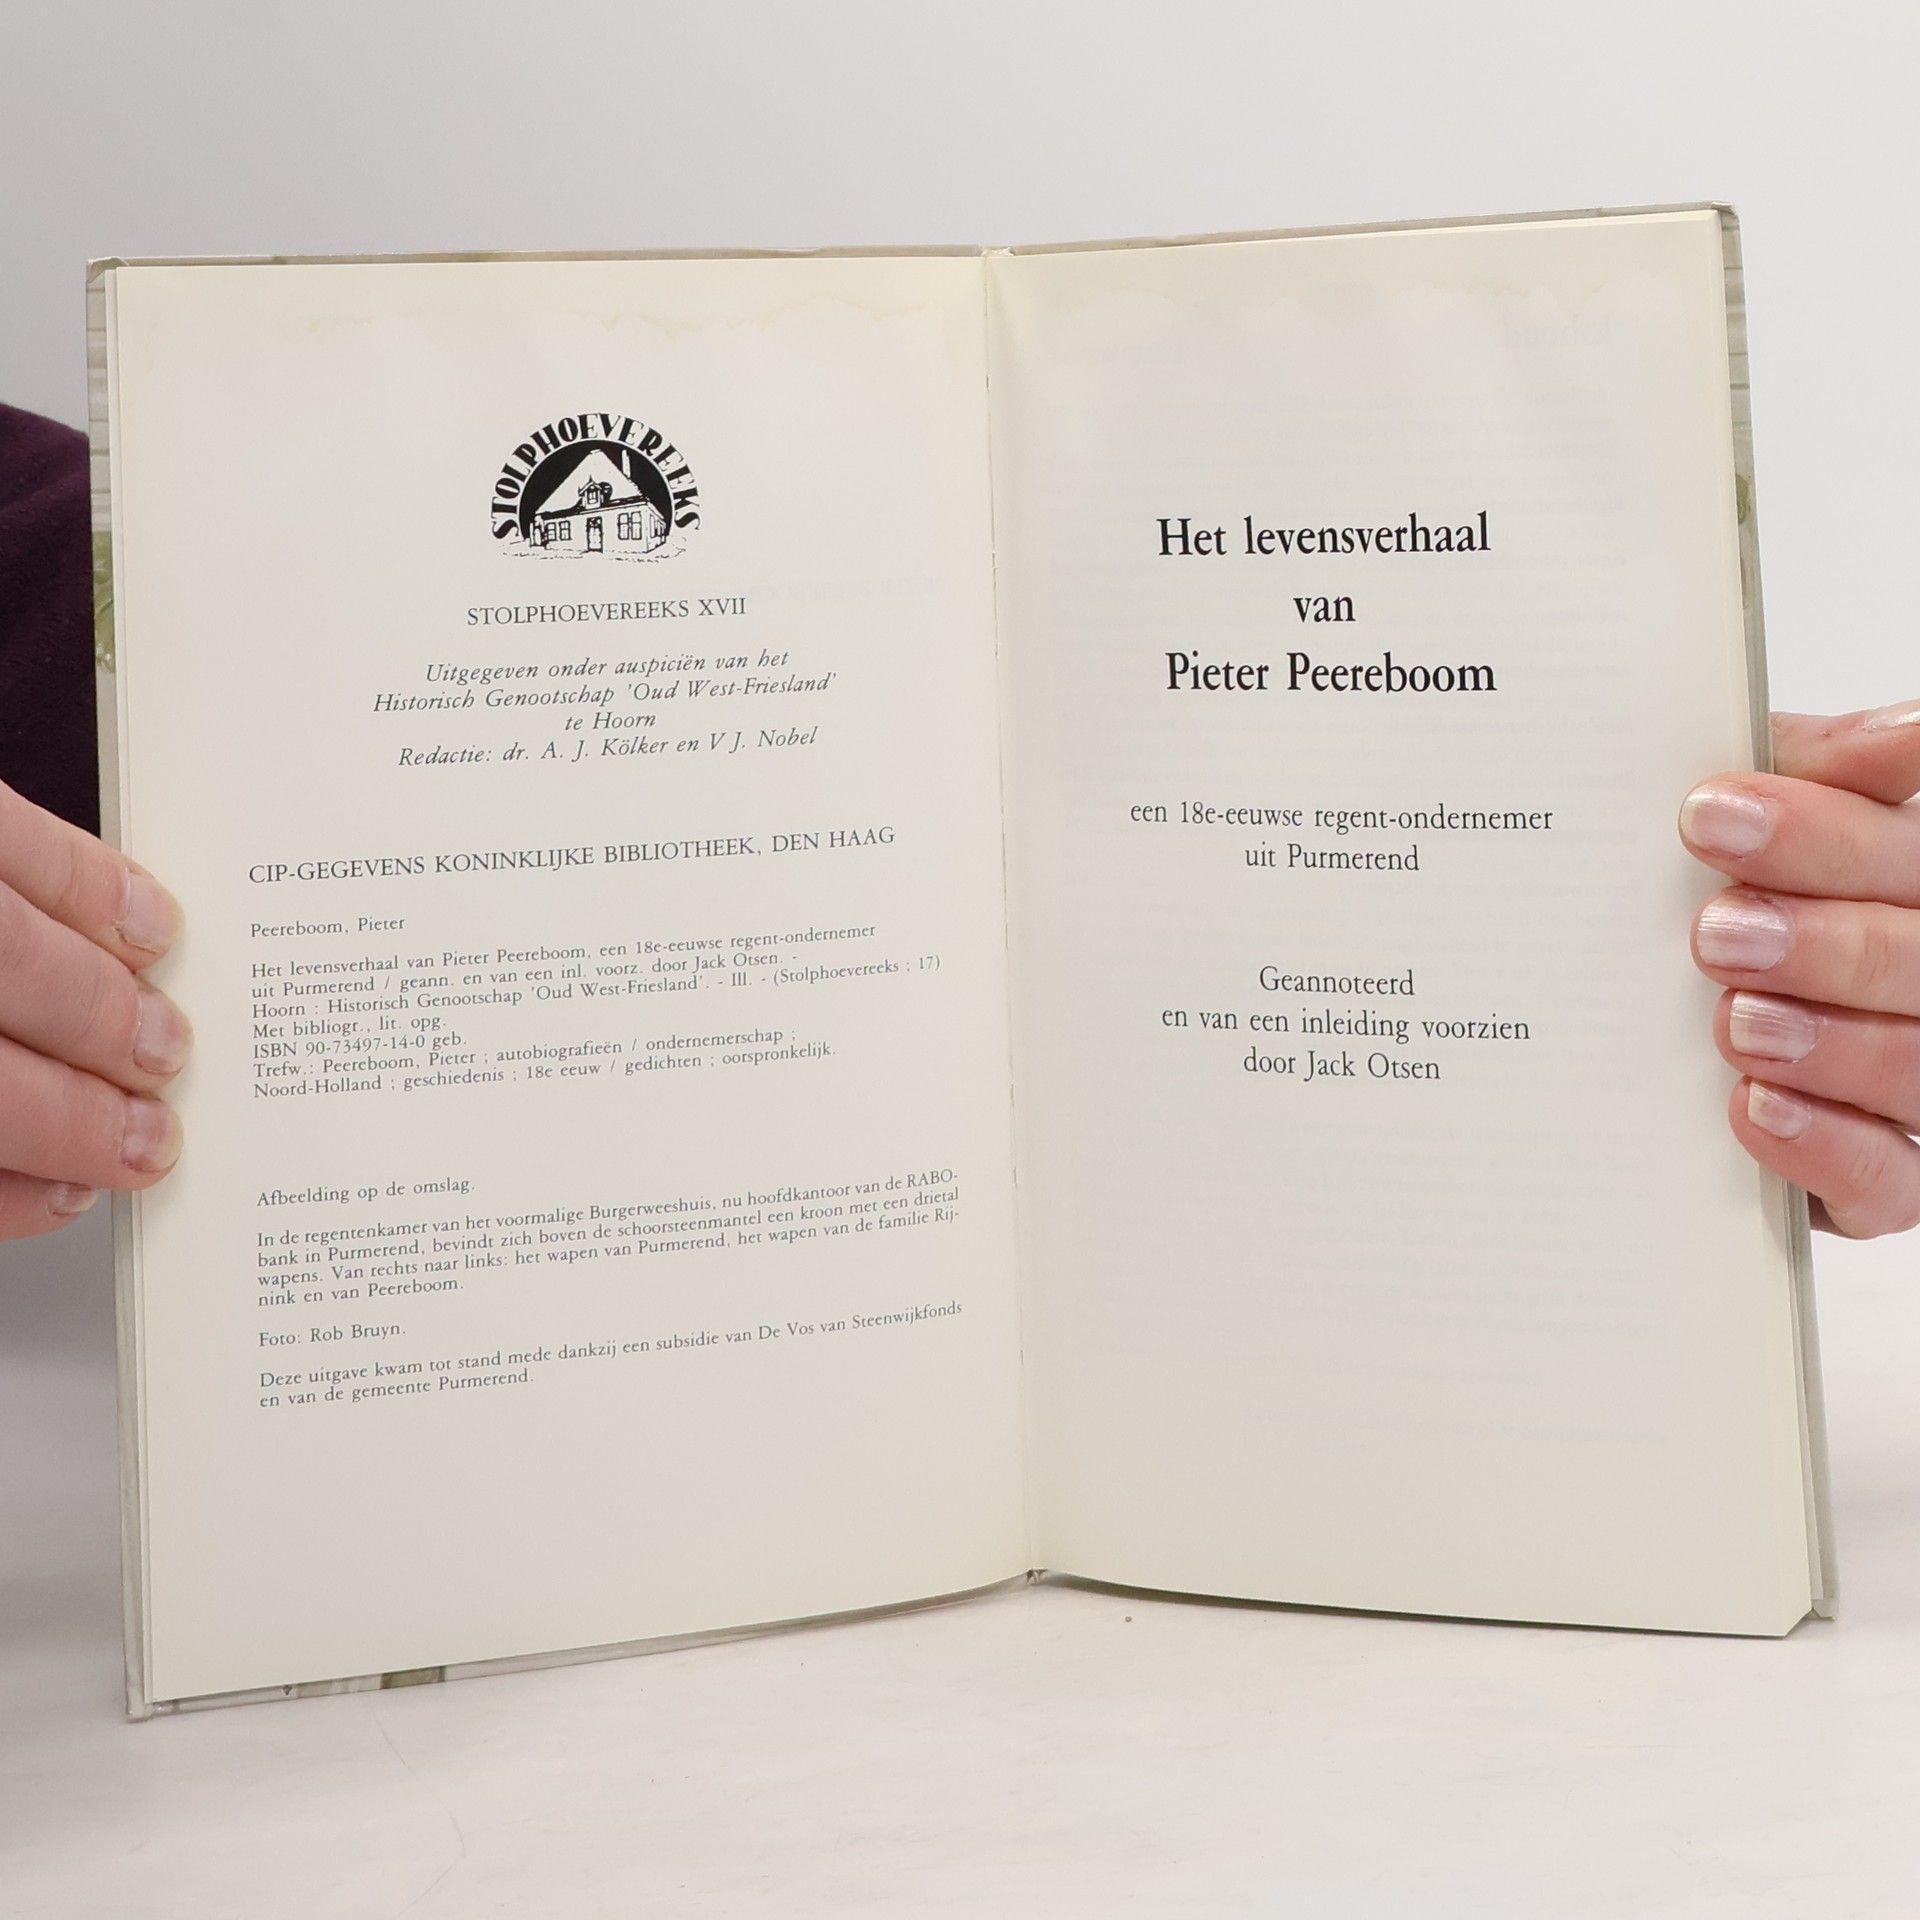 STOLPHOEVEREEKS
STOLPHOEVEREEKS XVII
Uitgegeven onder auspiciën van het
Historisch Genootschap 'Oud West-Friesland'
te Hoorn
Redactie: dr. A. J. Kölker en V J. Nobel
CIP-GEGEVENS KONINKLIJKE BIBLIOTHEEK, DEN HAAG
Peereboom, Pieter
Het levensverhaal van Pieter Peereboom, een 18e-eeuwse regent-ondernemer
uit Purmerend / geann. en van een inl. voorz. door Jack Otsen. -
Hoorn : Historisch Genootschap 'Oud West-Friesland'. - Ill. - (Stolphoevereeks ; 17)
Met bibliogr., lit. opg.
ISBN 90-73497-14-0 geb.
Trefw.: Peereboom, Pieter ; autobiografieën / ondernemerschap ;
Noord-Holland ; geschiedenis ; 18e eeuw / gedichten ; oorspronkelijk.
Afbeelding op de omslag.
In de regentenkamer van het voormalige Burgerweeshuis, nu hoofdkantoor van de RABO-
bank in Purmerend, bevindt zich boven de schoorsteenmantel een kroon met een drietal
wapens. Van rechts naar links: het wapen van Purmerend, het wapen van de familie Rij-
nink en van Peereboom.
Foto: Rob Bruyn.
Deze uitgave kwam tot stand mede dankzij een subsidie van De Vos van Steenwijkfonds
en van de gemeente Purmerend.
Het levensverhaal
van
Pieter Peereboom
een 18e-eeuwse regent-ondernemer
uit Purmerend
Geannoteerd
en van een inleiding voorzien
door Jack Otsen